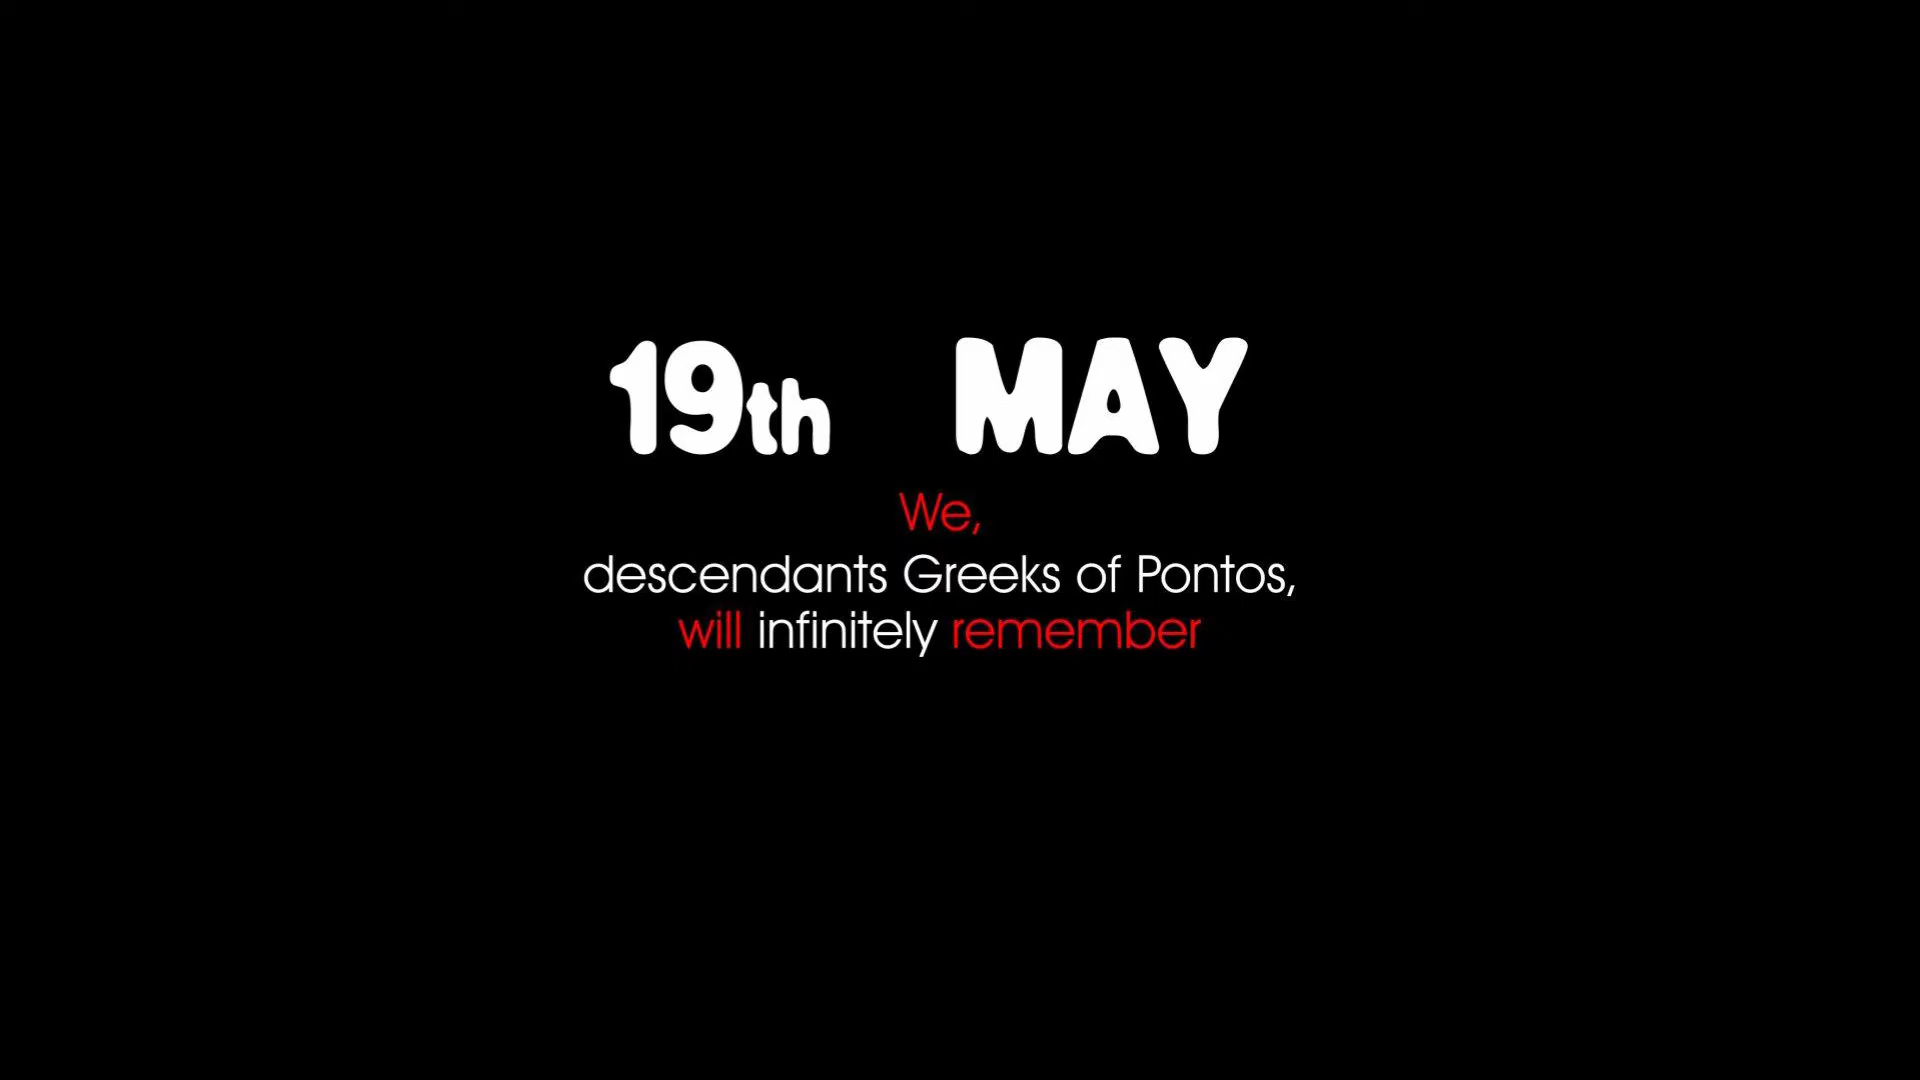 19th MAY
We,
descendants Greeks of Pontos,
will infinitely remember